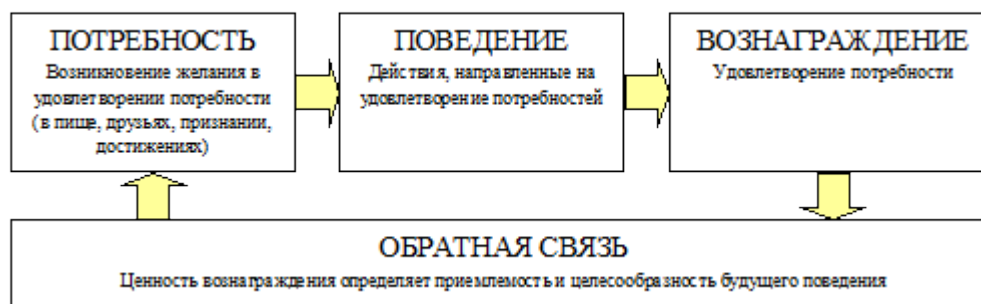 ПОТРЕБНОСТЬ
Возникновение желания в
удовлетворении потребности
(в пище, друзьях, признании,
достижениях)
ПОВЕДЕНИЕ
Действия, направленные на
удовлетворение потребностей
ВОЗНАГРАЖДЕНИЕ
Удовлетворение потребности
ОБРАТНАЯ СВЯЗЬ
Ценность вознаграждения определяет приемлемость и целесообразность будущего поведения